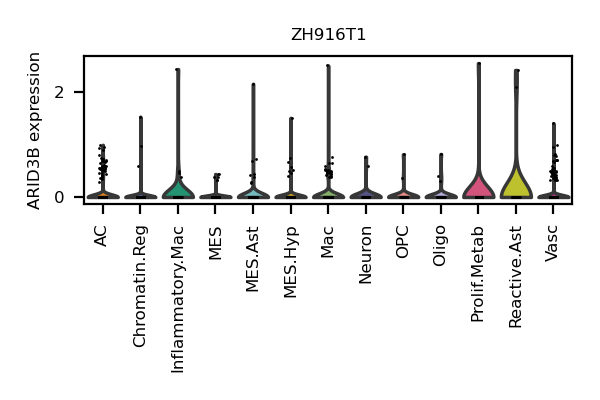 ZH916T1
ARID3B expression
2
0
AC
Chromatin.Reg
Inflammatory.Mac
MES
MES.Ast
MES.Hyp
Mac
Neuron
OPC
Oligo
Prolif.Metab
Reactive.Ast
Vasc